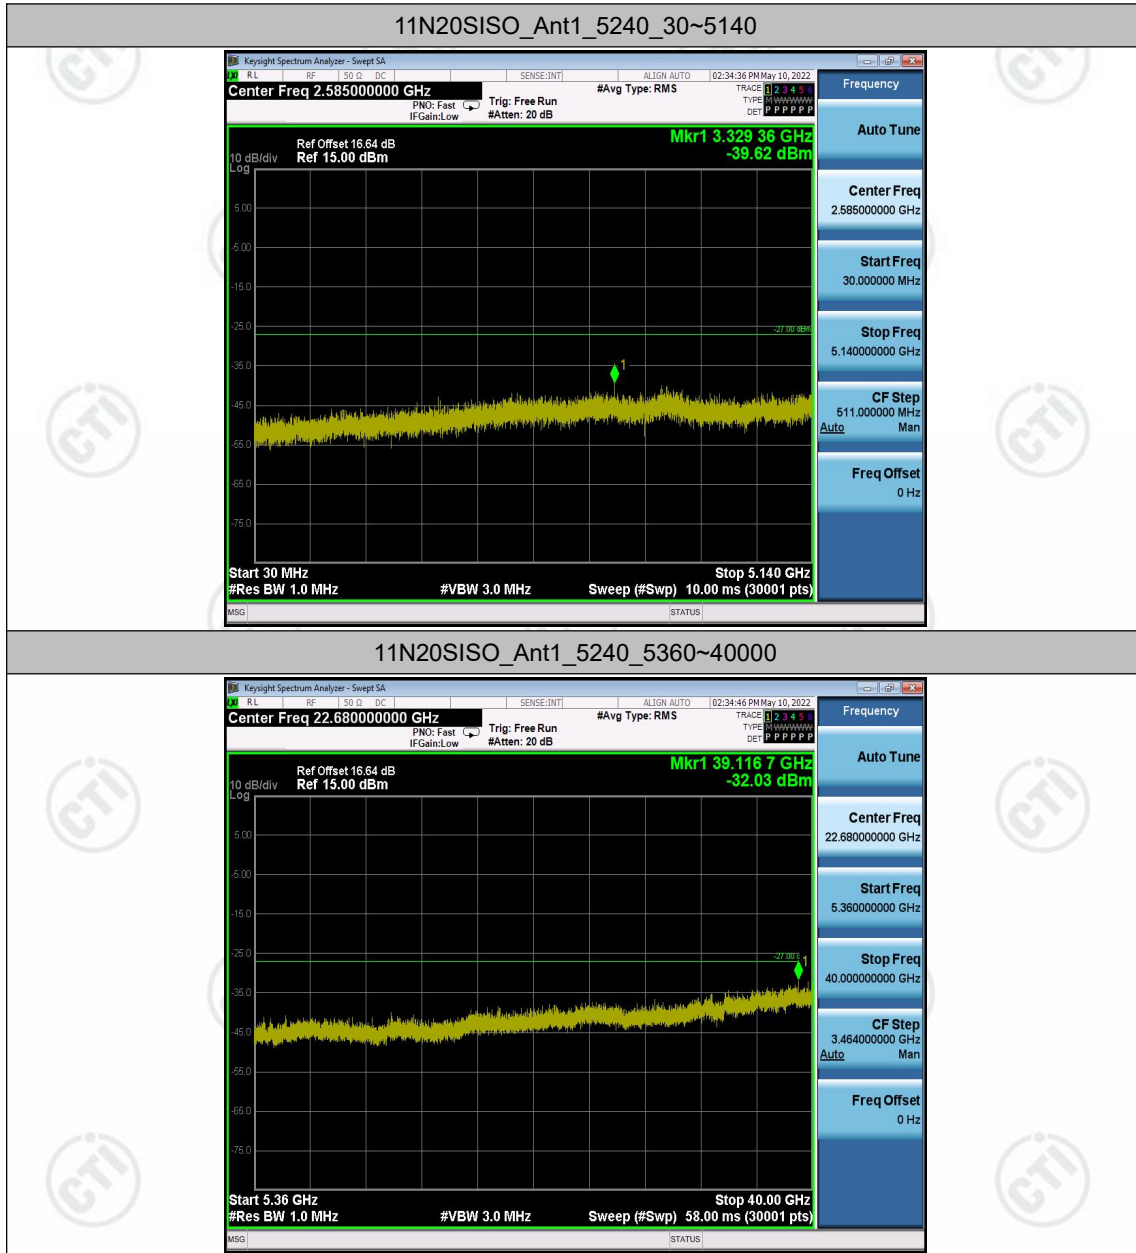 11N20SISO_Ant1_5240_30~5140
Keysight Spectrum Analyzer - Swept SA
LXI RL RF 50 Ω DC SENSE:INT ALIGN AUTO 02:34:36 PM May 10, 2022
Center Freq 2.585000000 GHz #Avg Type: RMS TRACE 1 2 3 4 5 6
PNO: Fast Trig: Free Run TYPE M WWWWW
IFGain:Low #Atten: 20 dB DET P P P P P P
Frequency
Auto Tune
Center Freq
2.585000000 GHz
Start Freq
30.000000 MHz
Stop Freq
5.140000000 GHz
CF Step
511.000000 MHz
Auto Man
Freq Offset
0 Hz
Mkr1 3.329 36 GHz
Ref Offset 16.64 dB
10 dB/div Ref 15.00 dBm -39.62 dBm
Log
5.00
-5.00
-15.0
-25.0
-27.00 dBm
-35.0
1
-45.0
-55.0
-65.0
-75.0
Start 30 MHz Stop 5.140 GHz
#Res BW 1.0 MHz #VBW 3.0 MHz Sweep (#Swp) 10.00 ms (30001 pts)
MSG STATUS
11N20SISO_Ant1_5240_5360~40000
Keysight Spectrum Analyzer - Swept SA
LXI RL RF 50 Ω DC SENSE:INT ALIGN AUTO 02:34:46 PM May 10, 2022
Center Freq 22.680000000 GHz #Avg Type: RMS TRACE 1 2 3 4 5 6
PNO: Fast Trig: Free Run TYPE M WWWWW
IFGain:Low #Atten: 20 dB DET P P P P P P
Frequency
Auto Tune
Center Freq
22.680000000 GHz
Start Freq
5.360000000 GHz
Stop Freq
40.000000000 GHz
CF Step
3.464000000 GHz
Auto Man
Freq Offset
0 Hz
Mkr1 39.116 7 GHz
Ref Offset 16.64 dB
10 dB/div Ref 15.00 dBm -32.03 dBm
Log
5.00
-5.00
-15.0
-25.0
-27.00
1
-35.0
-45.0
-55.0
-65.0
-75.0
Start 5.36 GHz Stop 40.00 GHz
#Res BW 1.0 MHz #VBW 3.0 MHz Sweep (#Swp) 58.00 ms (30001 pts)
MSG STATUS
CTI
CTI
CTI
CTI
CTI
CTI
CTI
CTI